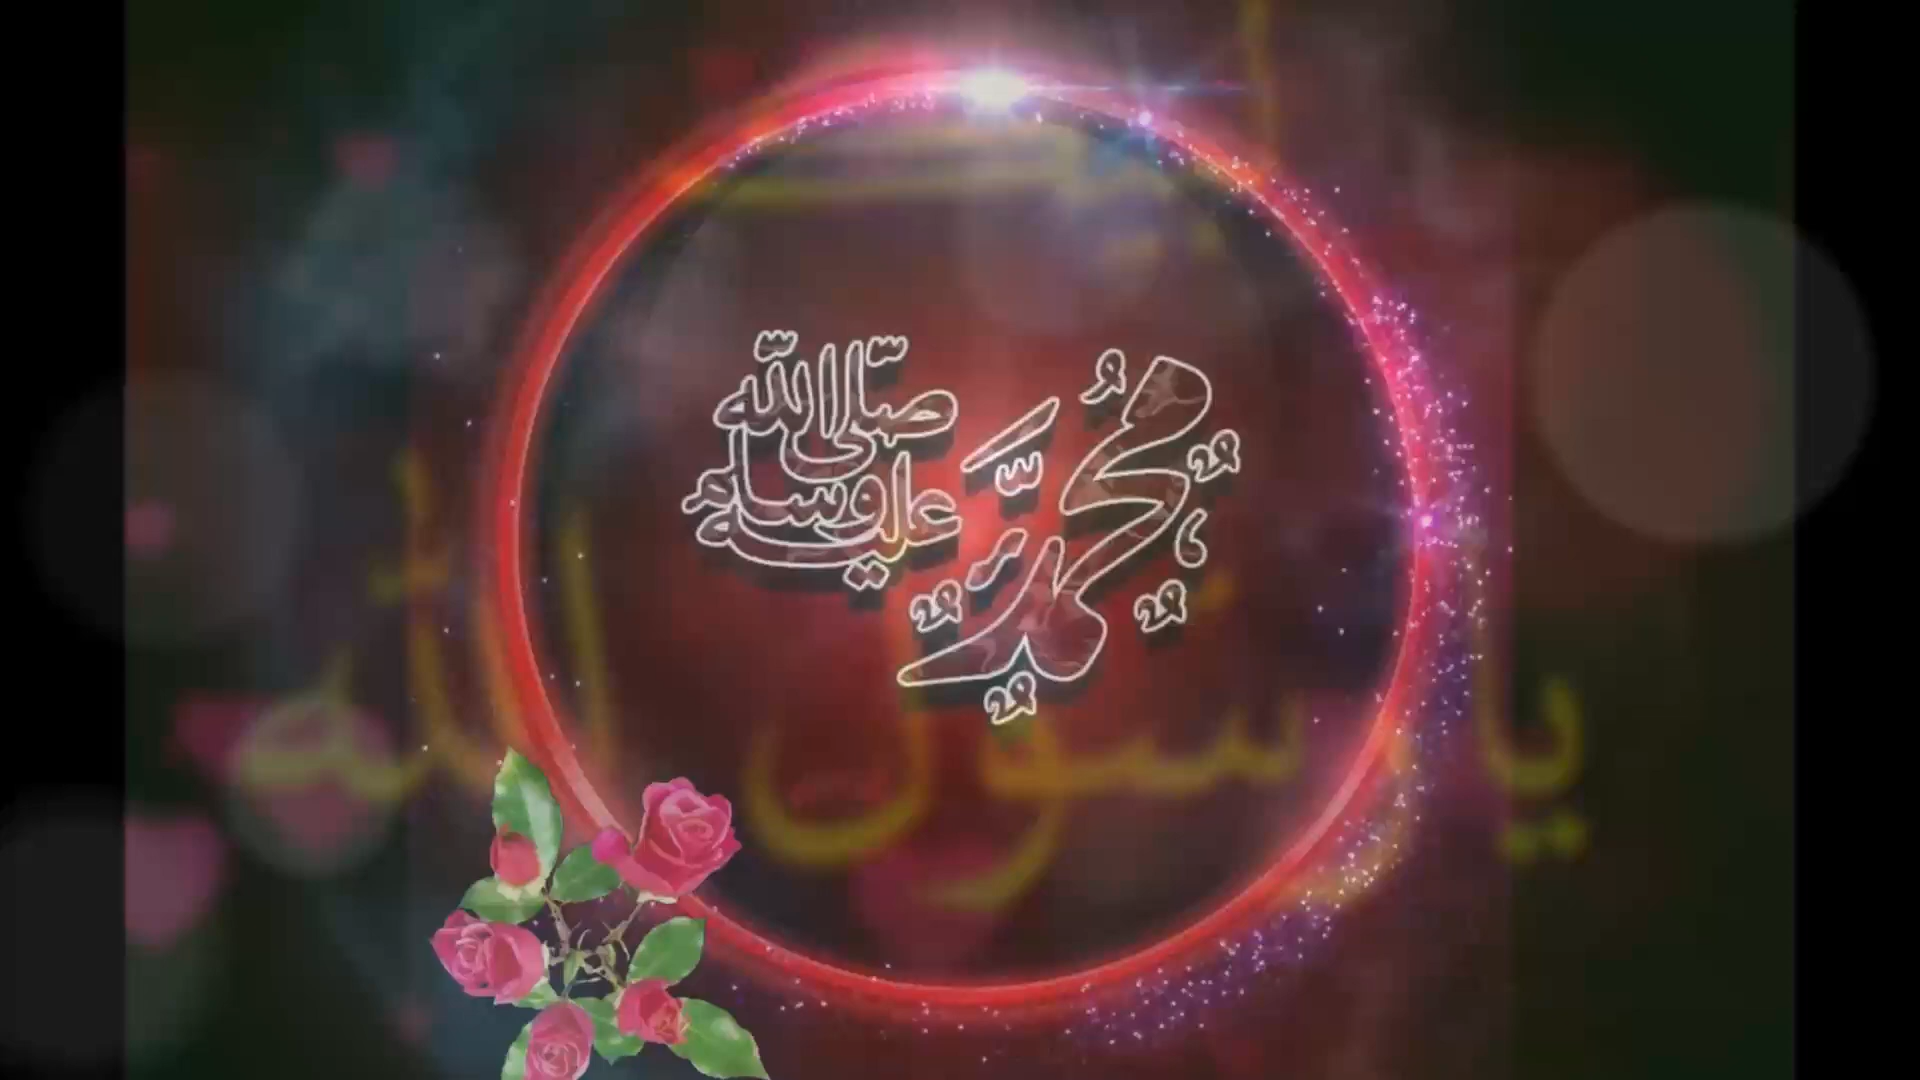 محمد
صلى الله
عليه وسلم
يا رسول الله